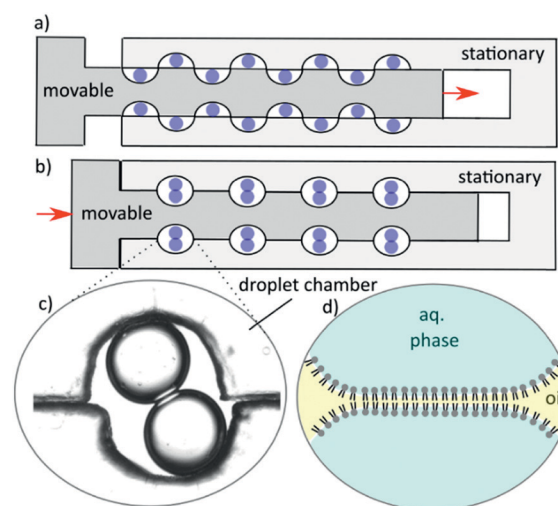 a)
stationary
movable
b)
stationary
movable
droplet chamber
c)
d)
aq.
phase